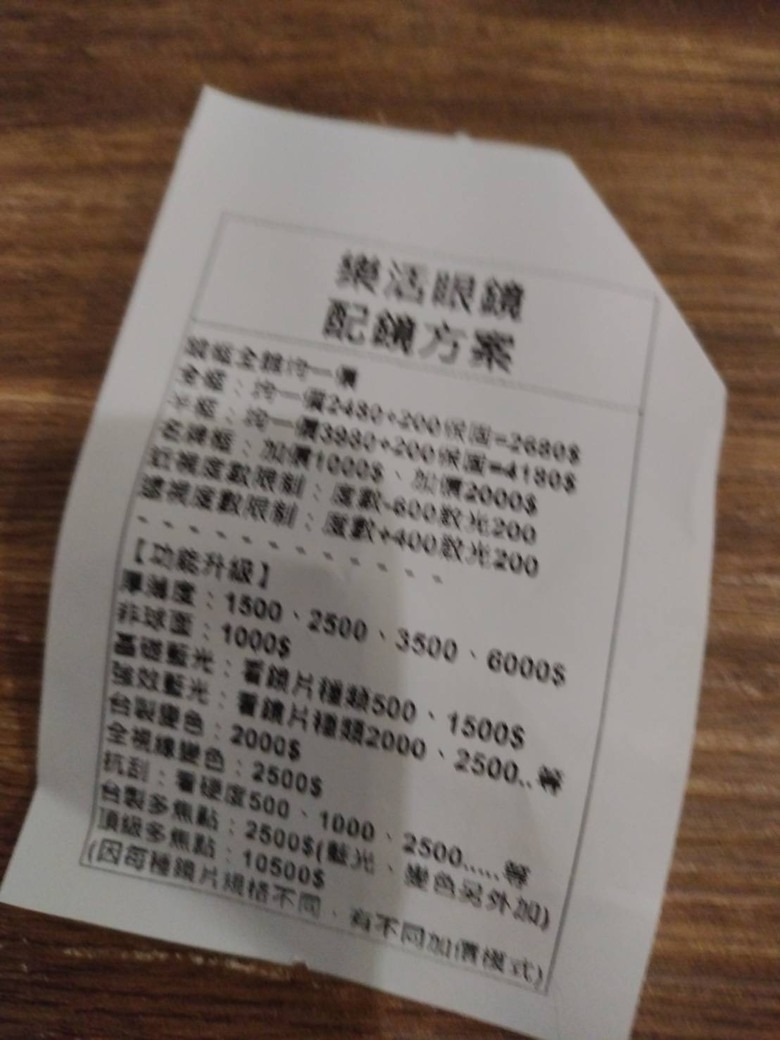 樂活眼鏡
配鏡方案
鏡框全館均一價
全框：均一價2480+200保固=2680$
半框：均一價3980+200保固=4180$
名牌框：加價1000$、加價2000$
近視度數限制：度數-600散光200
遠視度數限制：度數+400散光200
- - - - - - - - - - - -
【功能升級】
厚薄度：1500、2500、3500、6000$
非球面：1000$
基礎藍光：看鏡片種類500、1500$
強效藍光：看鏡片種類2000、2500..等
台製變色：2000$
全視線變色：2500$
抗刮：看硬度500、1000、2500.....等
台製多焦點：2500$(藍光、變色另外加)
頂級多焦點：10500$
(因每種鏡片規格不同，有不同加價模式)